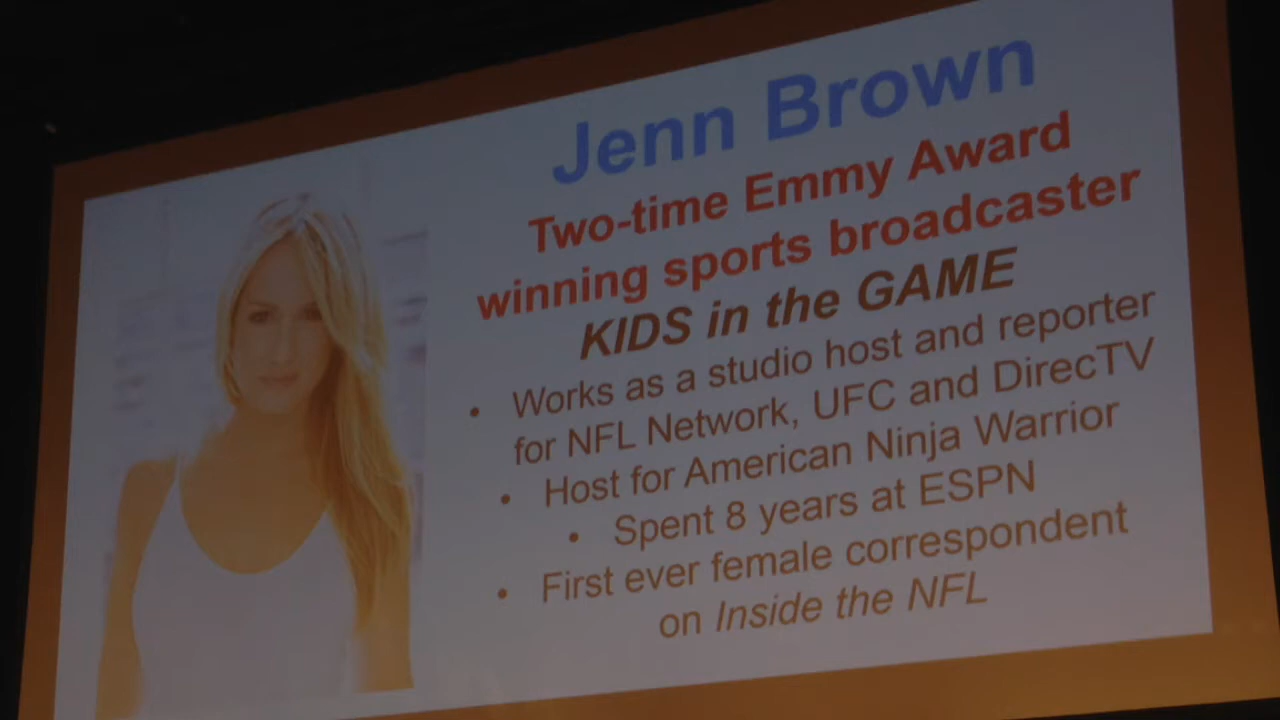 Jenn Brown
Two-time Emmy Award
winning sports broadcaster
KIDS in the GAME
• Works as a studio host and reporter
for NFL Network, UFC and DirecTV
• Host for American Ninja Warrior
• Spent 8 years at ESPN
• First ever female correspondent
on Inside the NFL